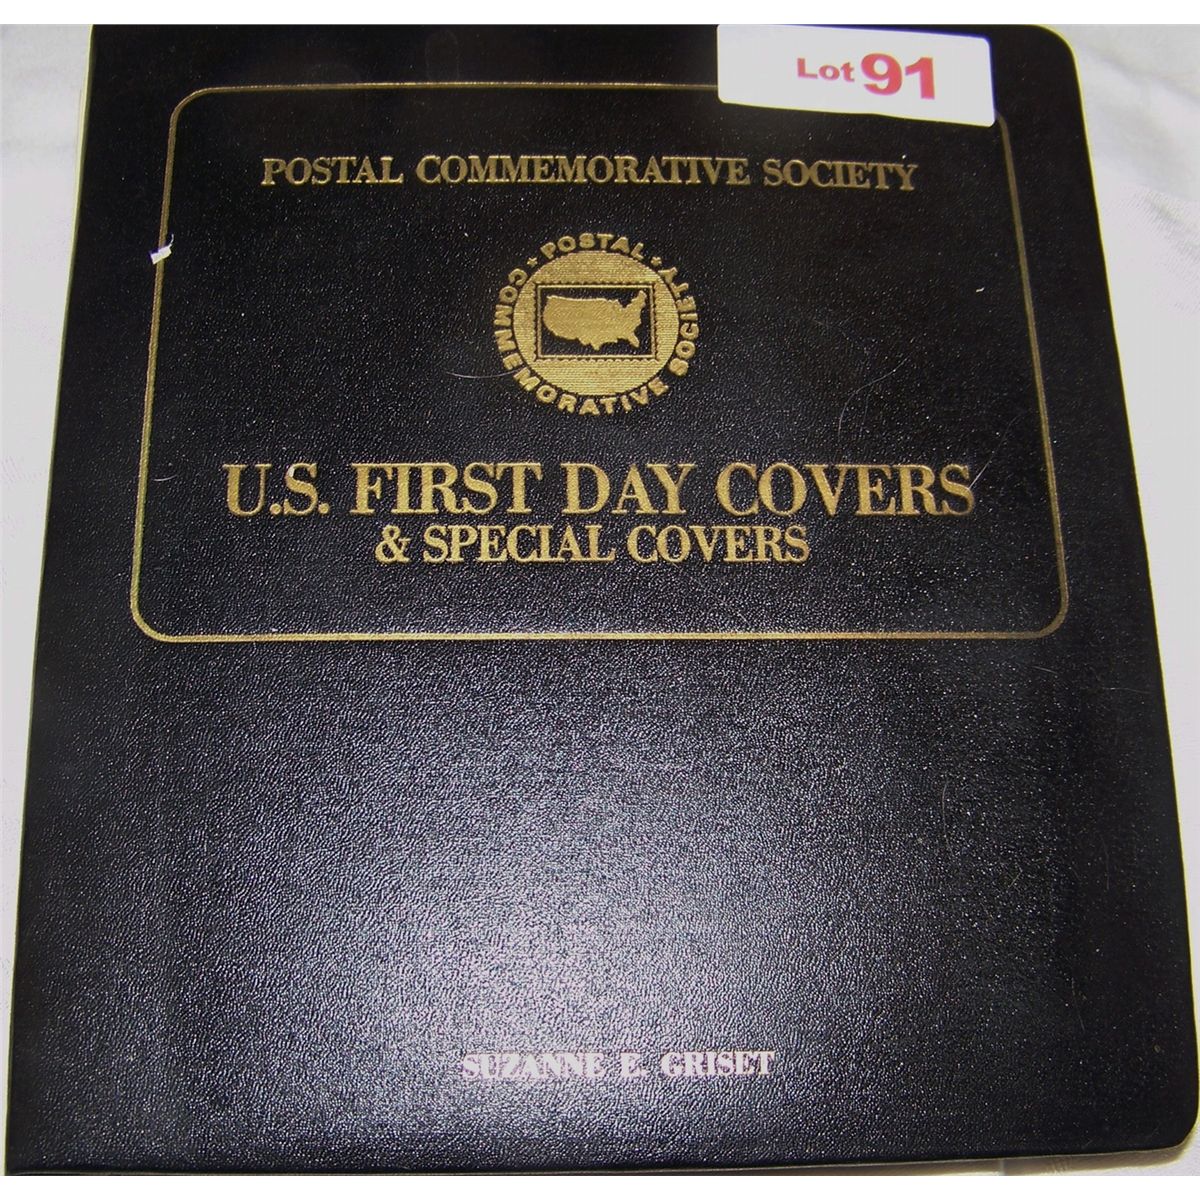 Lot 91
POSTAL COMMEMORATIVE SOCIETY
★ POSTAL ★ COMMEMORATIVE SOCIETY
U.S. FIRST DAY COVERS
& SPECIAL COVERS
SUZANNE E. GRISET